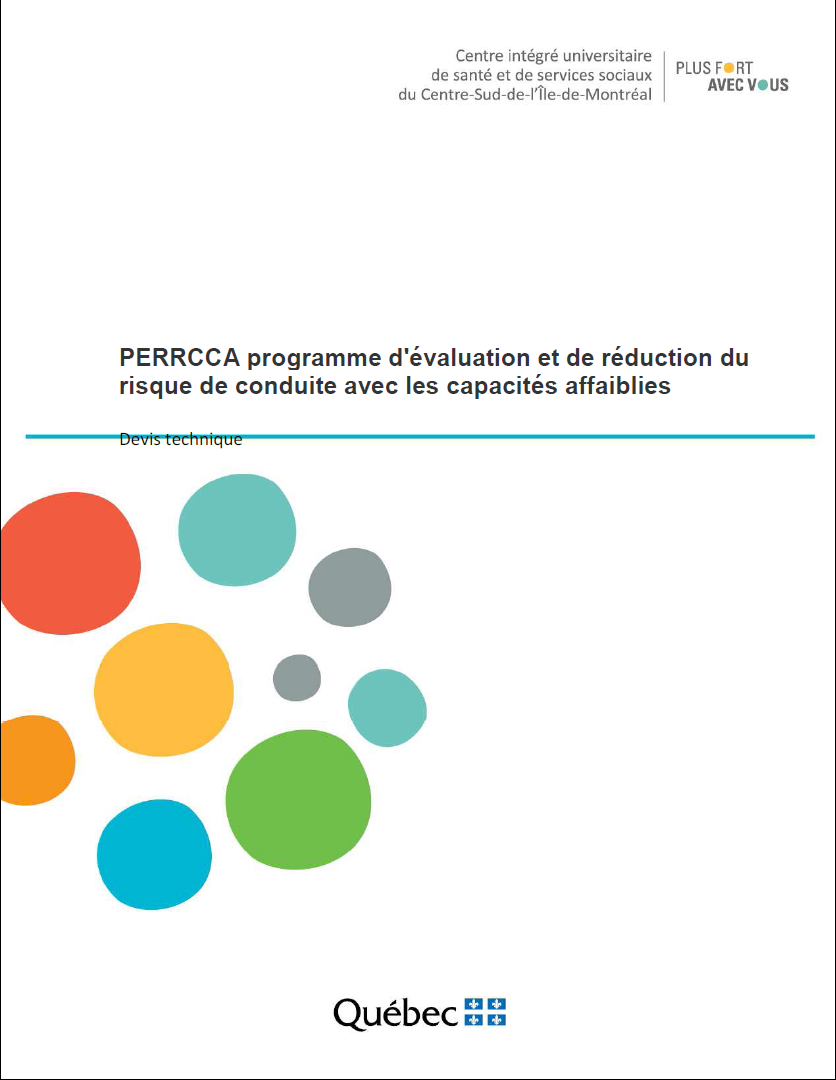 Centre intégré universitaire
de santé et de services sociaux
du Centre-Sud-de-l'Île-de-Montréal
PLUS FORT
AVEC VOUS
PERRCCA programme d'évaluation et de réduction du
risque de conduite avec les capacités affaiblies
Devis technique
Québec